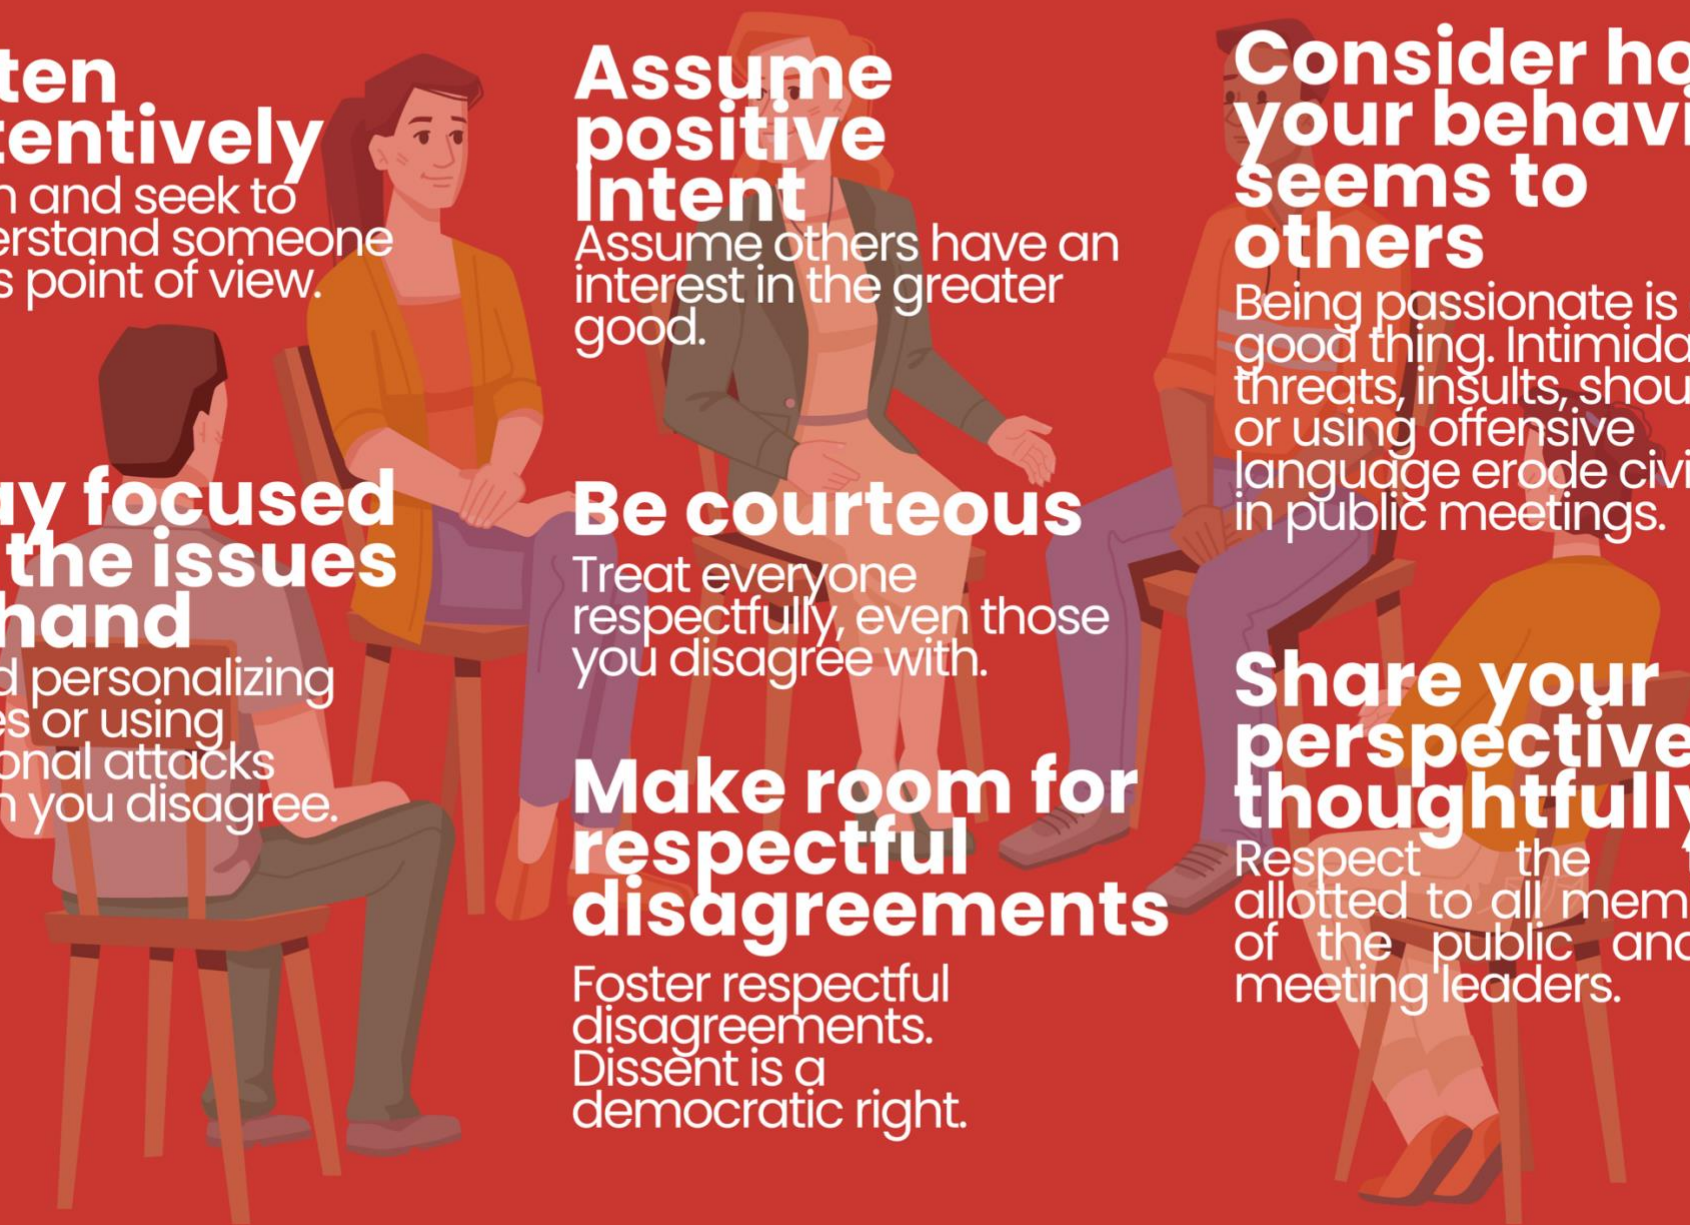 ten
tentively
n and seek to
erstand someone
s point of view.
ay focused
the issues
hand
d personalizing
es or using
onal attacks
n you disagree.
Assume
positive
Intent
Assume others have an
interest in the greater
good.
Be courteous
Treat everyone
respectfully, even those
you disagree with.
Make room for
respectful
disagreements
Foster respectful
disagreements.
Dissent is a
democratic right.
Consider ho
your behavi
seems to
others
Being passionate is
good thing. Intimida
threats, insults, shou
or using offensive
language erode civi
in public meetings.
Share your
perspective
thoughtfully
Respect the t
allotted to all mem
of the public and
meeting leaders.